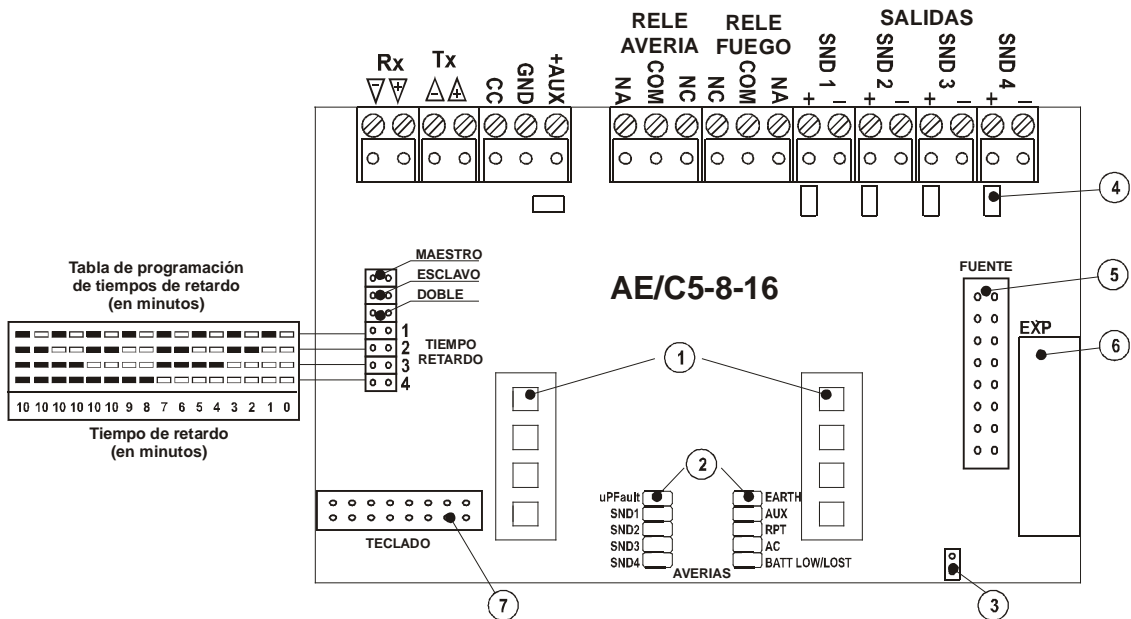 RELE
AVERIA
RELE
FUEGO
SALIDAS
Rx
Tx
- +
- +
CC
GND
+AUX
NA
COM
NC
NC
COM
NA
SND 1
SND 2
SND 3
SND 4
+ -
+ -
+ -
+ -
4
MAESTRO
ESCLAVO
DOBLE
1
2
3
4
TIEMPO
RETARDO
Tabla de programación
de tiempos de retardo
(en minutos)
10 10 10 10 10 10 9 8 7 6 5 4 3 2 1 0
Tiempo de retardo
(en minutos)
AE/C5-8-16
FUENTE
5
EXP
6
1
2
uPFault
SND1
SND2
SND3
SND4
EARTH
AUX
RPT
AC
BATT LOW/LOST
AVERIAS
TECLADO
7
3